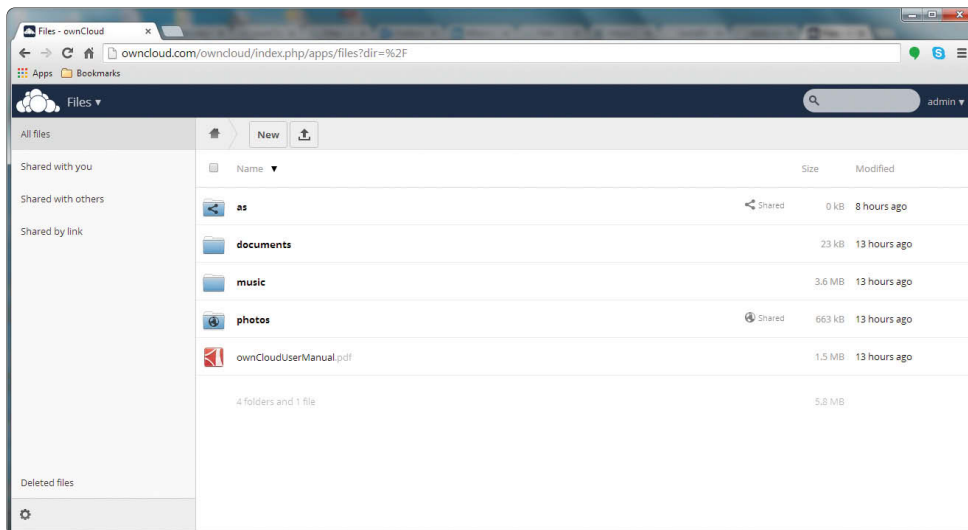 Files - ownCloud
owncloud.com/owncloud/index.php/apps/files?dir=%2F
Apps Bookmarks
Files ▾ admin ▾
All files New
Shared with you
Name ▼ Size Modified
Shared with others
as Shared 0 kB 8 hours ago
Shared by link
documents 23 kB 13 hours ago
music 3.6 MB 13 hours ago
photos Shared 663 kB 13 hours ago
ownCloudUserManual.pdf 1.5 MB 13 hours ago
4 folders and 1 file 5.8 MB
Deleted files